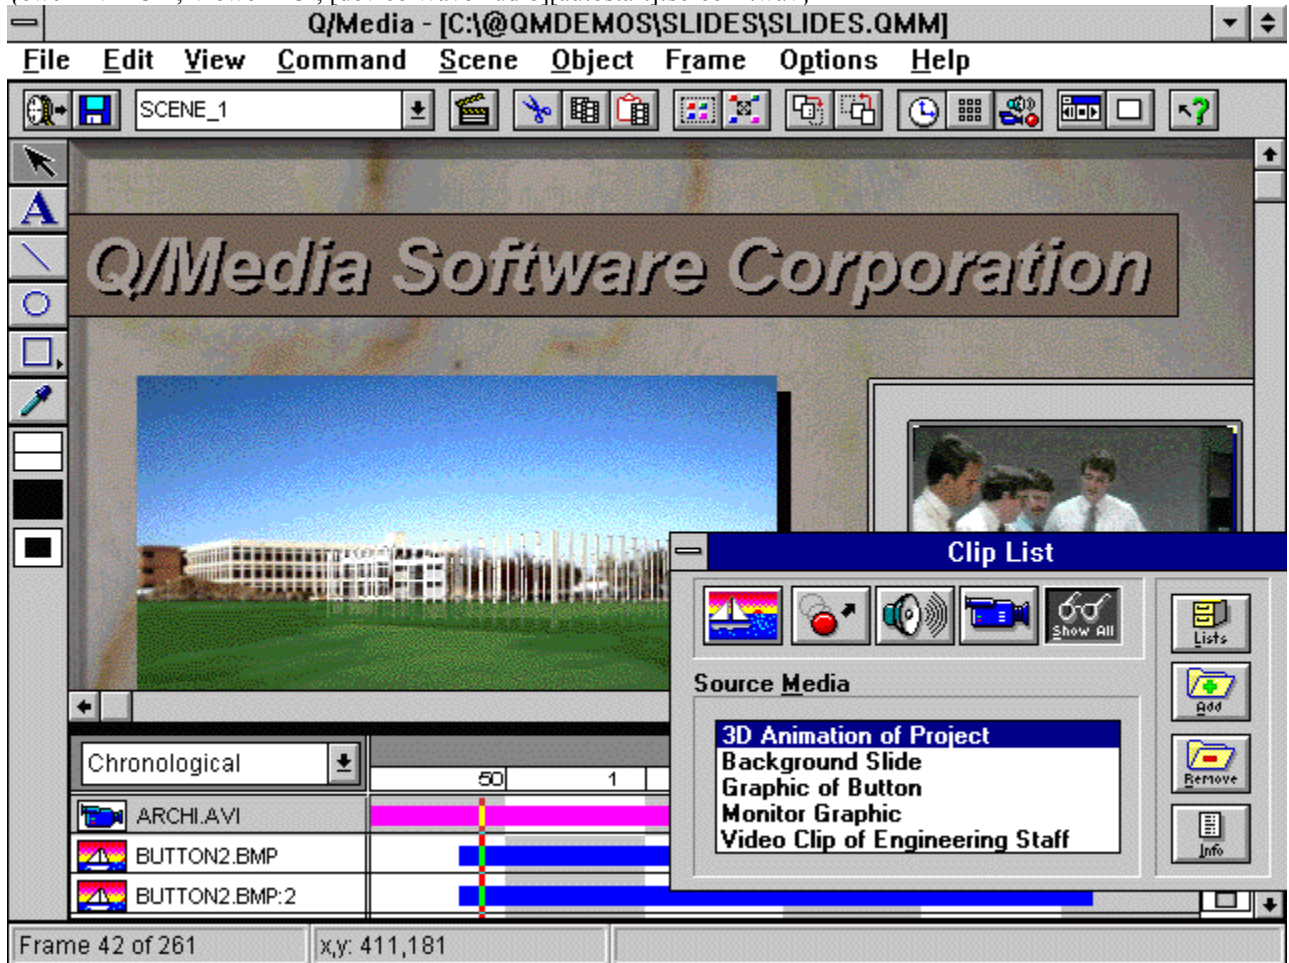 Q/Media - [C:\@QMDEMOS\SLIDES\SLIDES.QMM]
File Edit View Command Scene Object Frame Options Help
SCENE_1
Q/Media Software Corporation
Clip List
Show All
Lists
Source Media
Add
3D Animation of Project
Background Slide
Graphic of Button
Monitor Graphic
Video Clip of Engineering Staff
Remove
Info
Chronological
50 1
ARCHI.AVI
BUTTON2.BMP
BUTTON2.BMP:2
Frame 42 of 261 x,y: 411,181